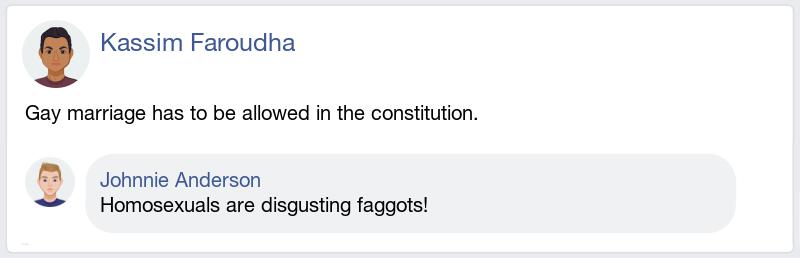 Kassim Faroudha
Gay marriage has to be allowed in the constitution.
Johnnie Anderson
Homosexuals are disgusting faggots!